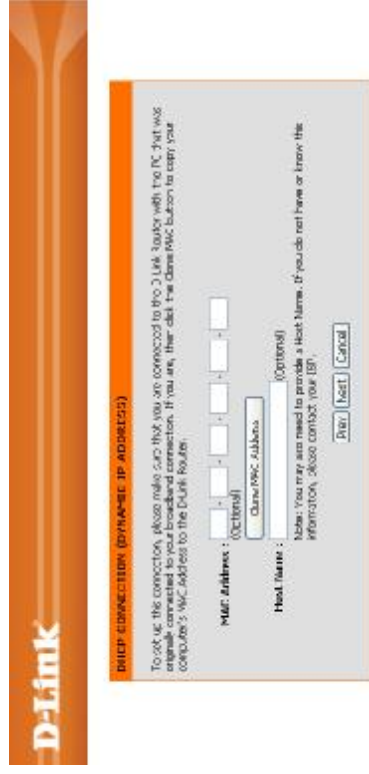 D-Link
DHCP CONNECTION (DYNAMIC IP ADDRESS)
To set up this connection, please make sure that you are connected to the D-Link Router with the PC that was
originally connected to your broadband connection. If you are, then click the Clone MAC button to copy your
computer's MAC Address to the D-Link Router.
MAC Address : - - - - -
(Optional)
Clone MAC Address
Host Name : (Optional)
Note: You may also need to provide a Host Name. If you do not have or know this
information, please contact your ISP.
Prev Next Cancel